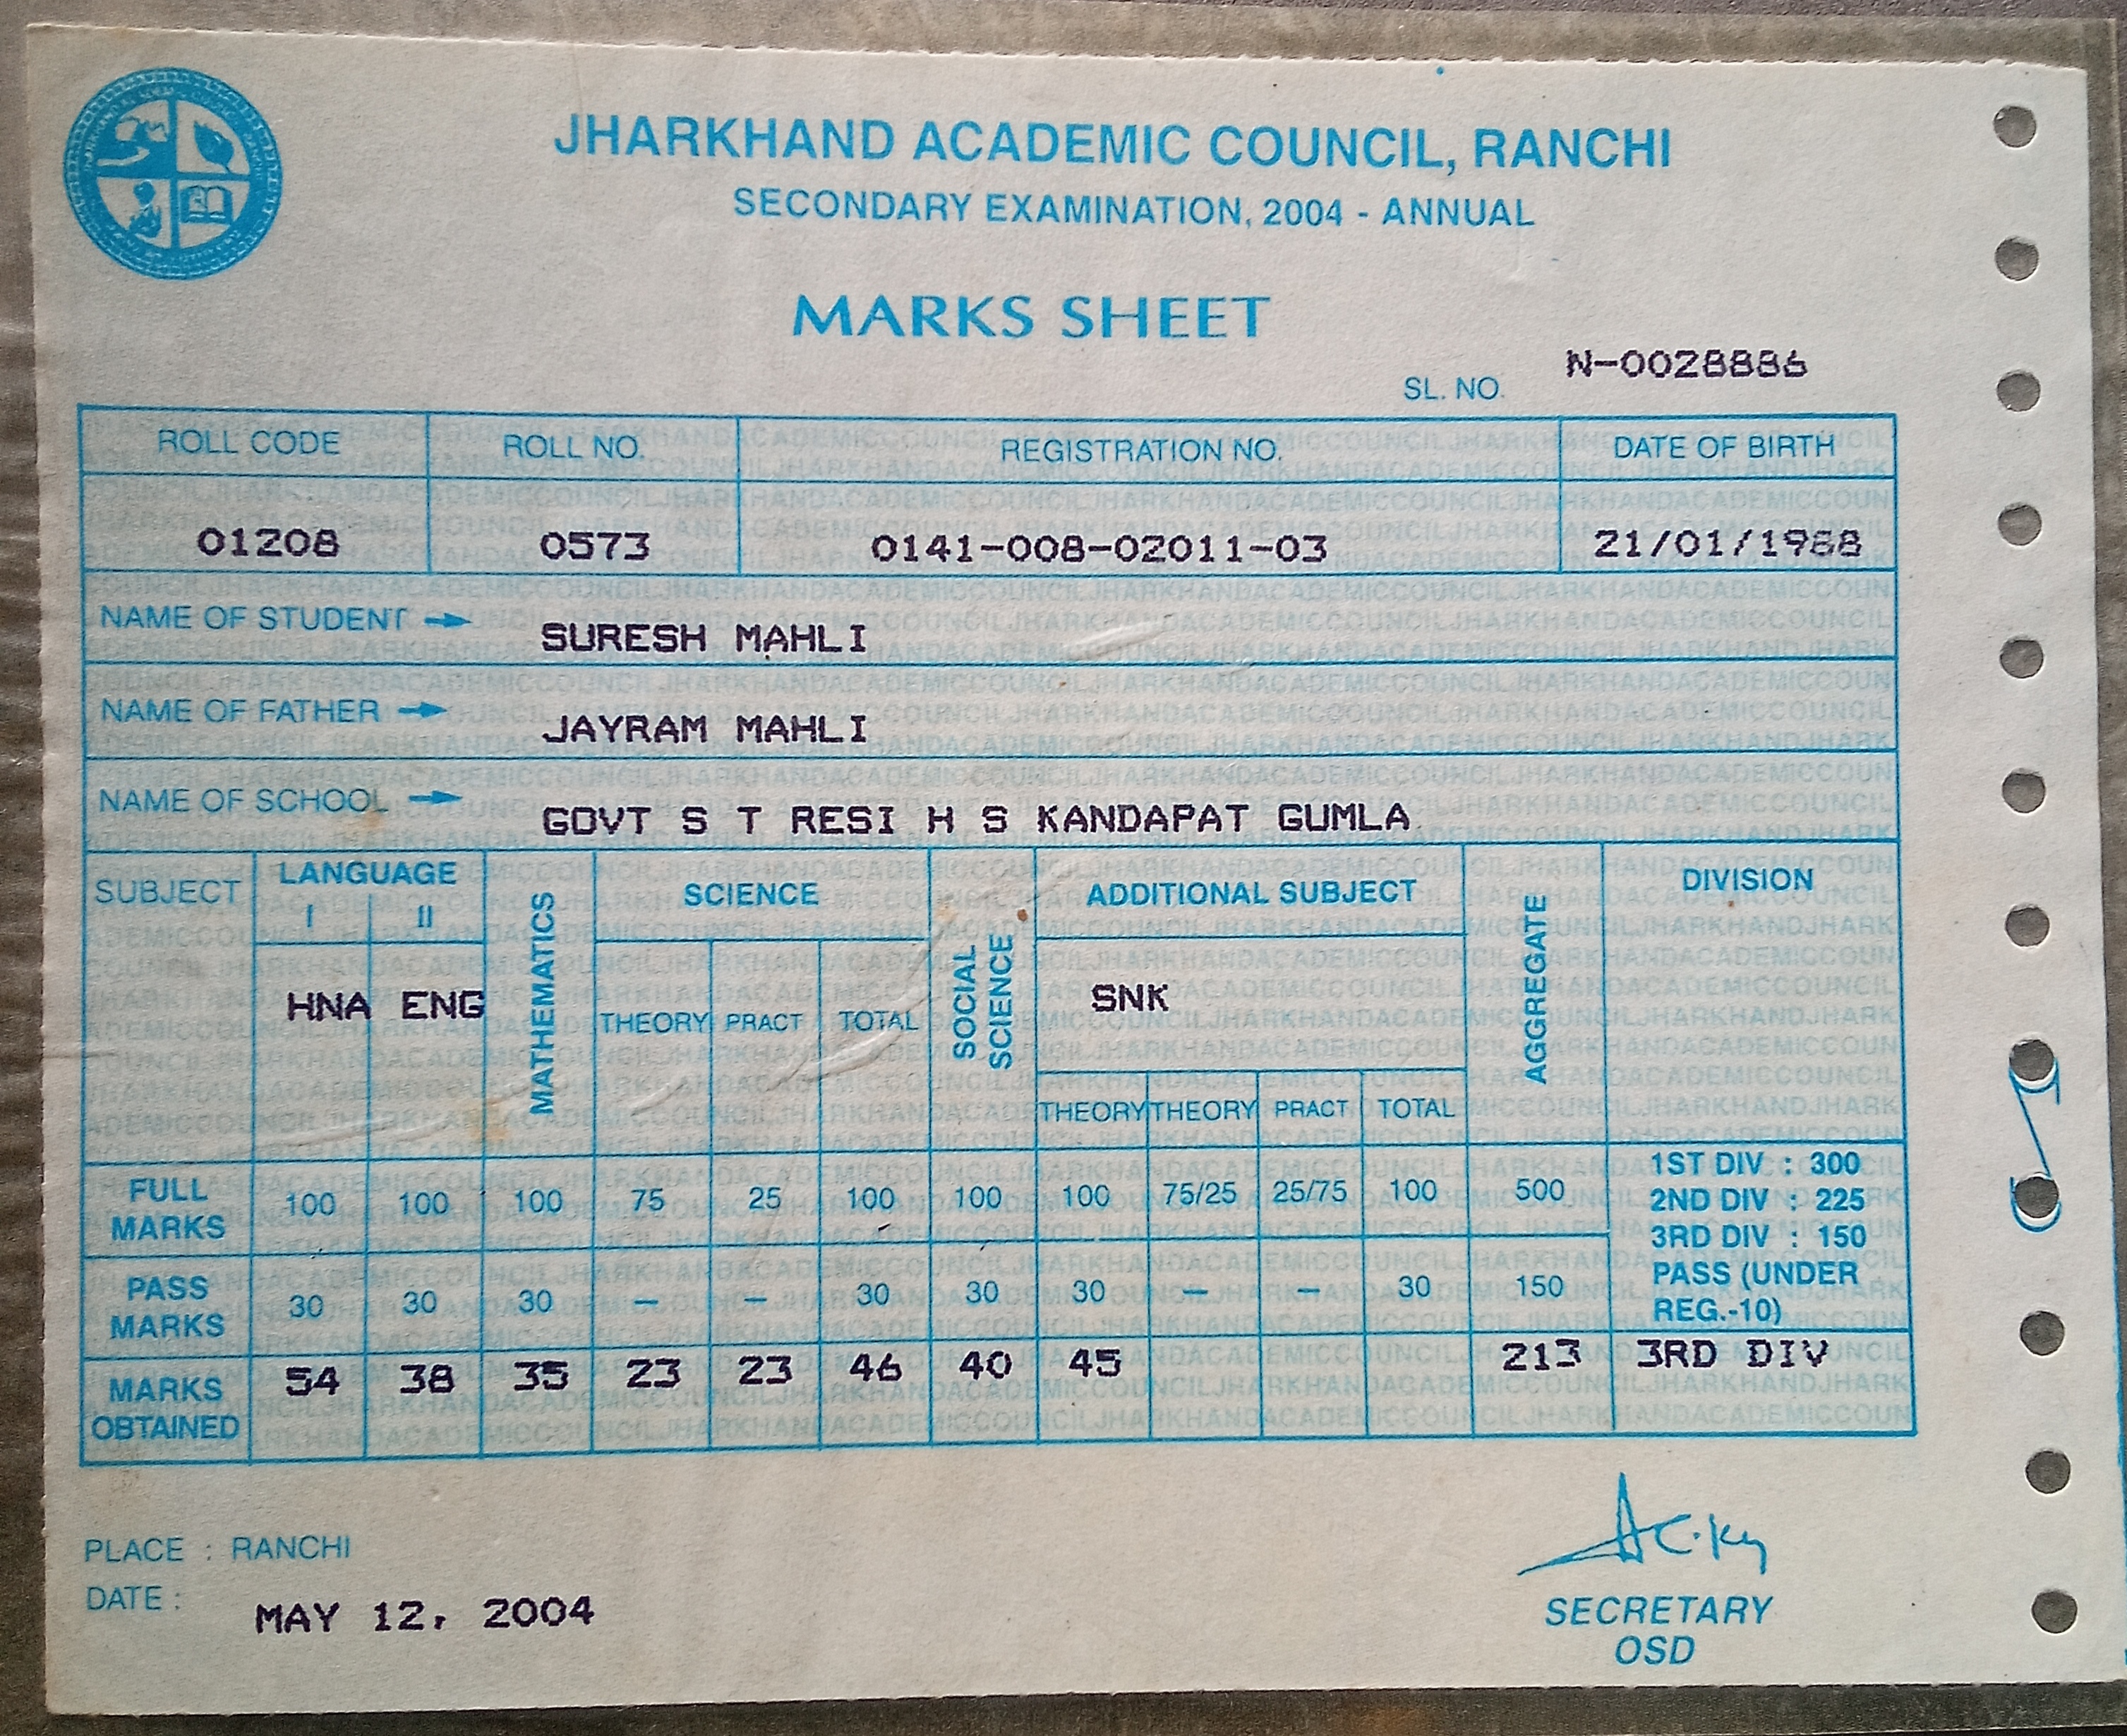 JHARKHAND ACADEMIC COUNCIL, RANCHI
SECONDARY EXAMINATION, 2004 - ANNUAL
MARKS SHEET
SL. NO. N-0028886
ROLL CODE ROLL NO. REGISTRATION NO. DATE OF BIRTH
01208 0573 0141-008-02011-03 21/01/1988
NAME OF STUDENT → SURESH MAHLI
NAME OF FATHER → JAYRAM MAHLI
NAME OF SCHOOL → GOVT S T RESI H S KANDAPAT GUMLA
SUBJECT LANGUAGE MATHEMATICS SCIENCE SOCIAL SCIENCE ADDITIONAL SUBJECT AGGREGATE DIVISION
I II
HNA ENG SNK
THEORY PRACT TOTAL
THEORY THEORY PRACT TOTAL
FULL MARKS 100 100 100 75 25 100 100 100 75/25 25/75 100 500
1ST DIV : 300
2ND DIV : 225
3RD DIV : 150
PASS (UNDER
REG.-10)
PASS MARKS 30 30 30 – – 30 30 30 – – 30 150
MARKS OBTAINED 54 38 35 23 23 46 40 45 213 3RD DIV
PLACE : RANCHI
DATE : MAY 12, 2004
SECRETARY
OSD